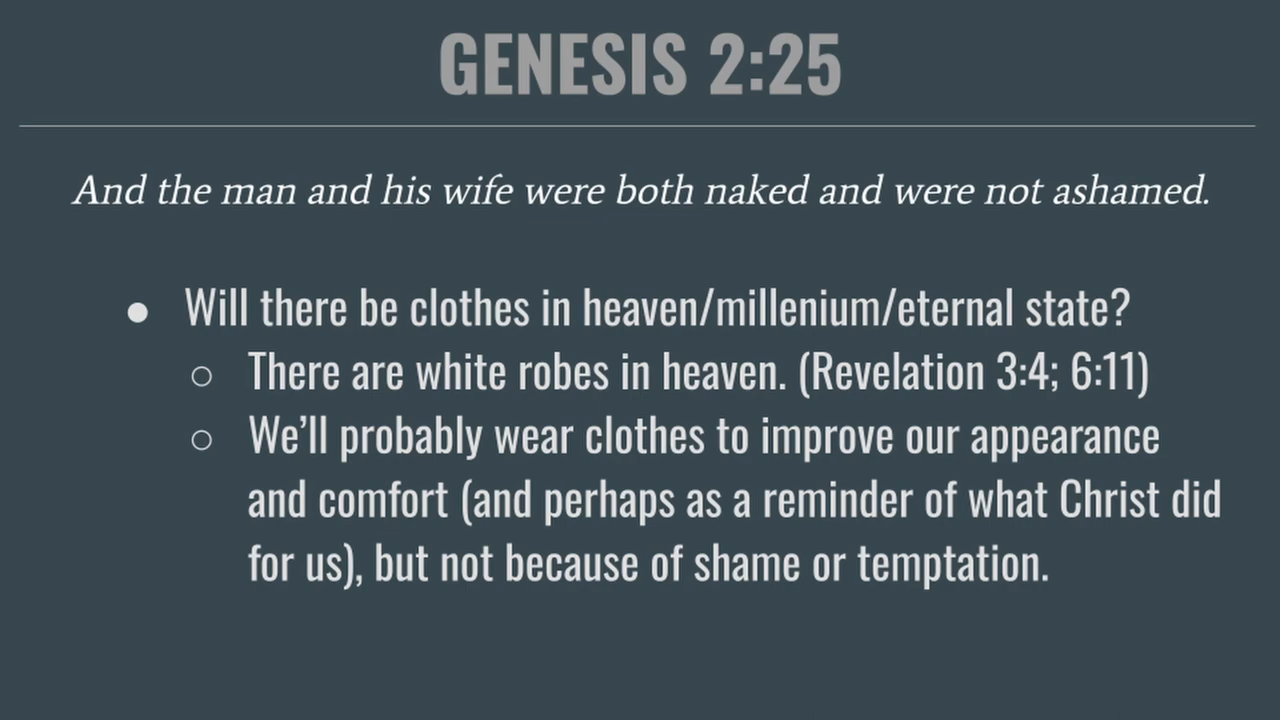 GENESIS 2:25
And the man and his wife were both naked and were not ashamed.
● Will there be clothes in heaven/millenium/eternal state?
○ There are white robes in heaven. (Revelation 3:4; 6:11)
○ We’ll probably wear clothes to improve our appearance
and comfort (and perhaps as a reminder of what Christ did
for us), but not because of shame or temptation.